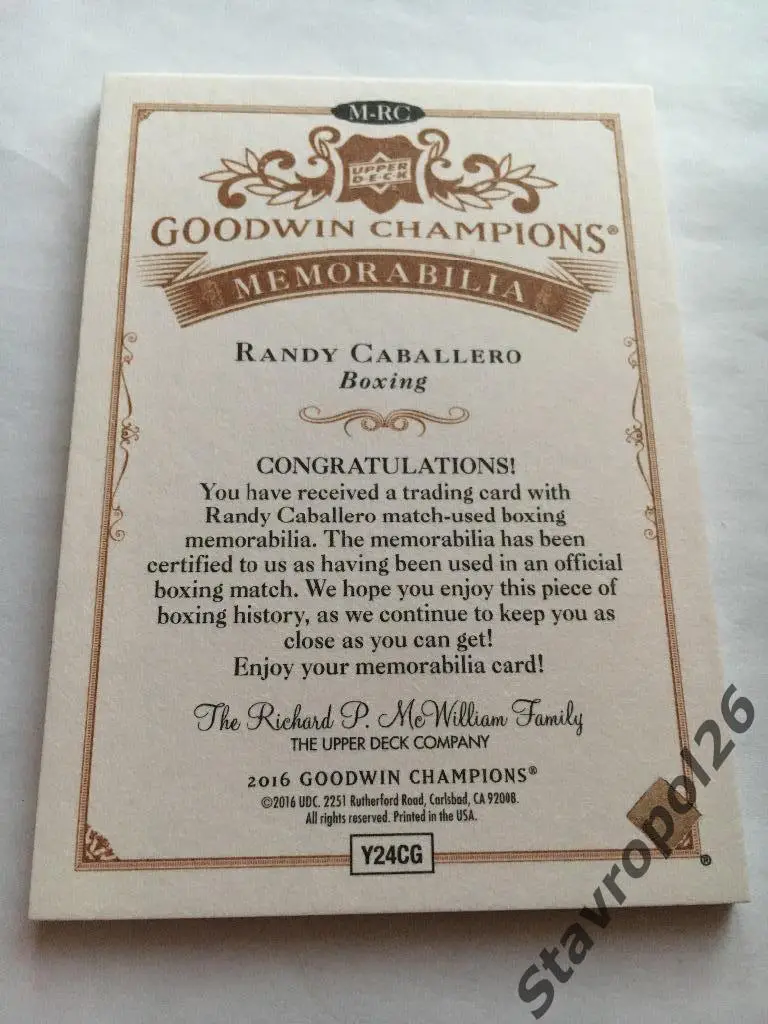 M-RC
UPPER
D·E·C·K
GOODWIN CHAMPIONS®
MEMORABILIA
RANDY CABALLERO
Boxing
CONGRATULATIONS!
You have received a trading card with
Randy Caballero match-used boxing
memorabilia. The memorabilia has been
certified to us as having been used in an official
boxing match. We hope you enjoy this piece of
boxing history, as we continue to keep you as
close as you can get!
Enjoy your memorabilia card!
The Richard P. McWilliam Family
THE UPPER DECK COMPANY
2016 GOODWIN CHAMPIONS®
©2016 UDC. 2251 Rutherford Road, Carlsbad, CA 92008.
All rights reserved. Printed in the USA.
Y24CG
®
Stavropol26